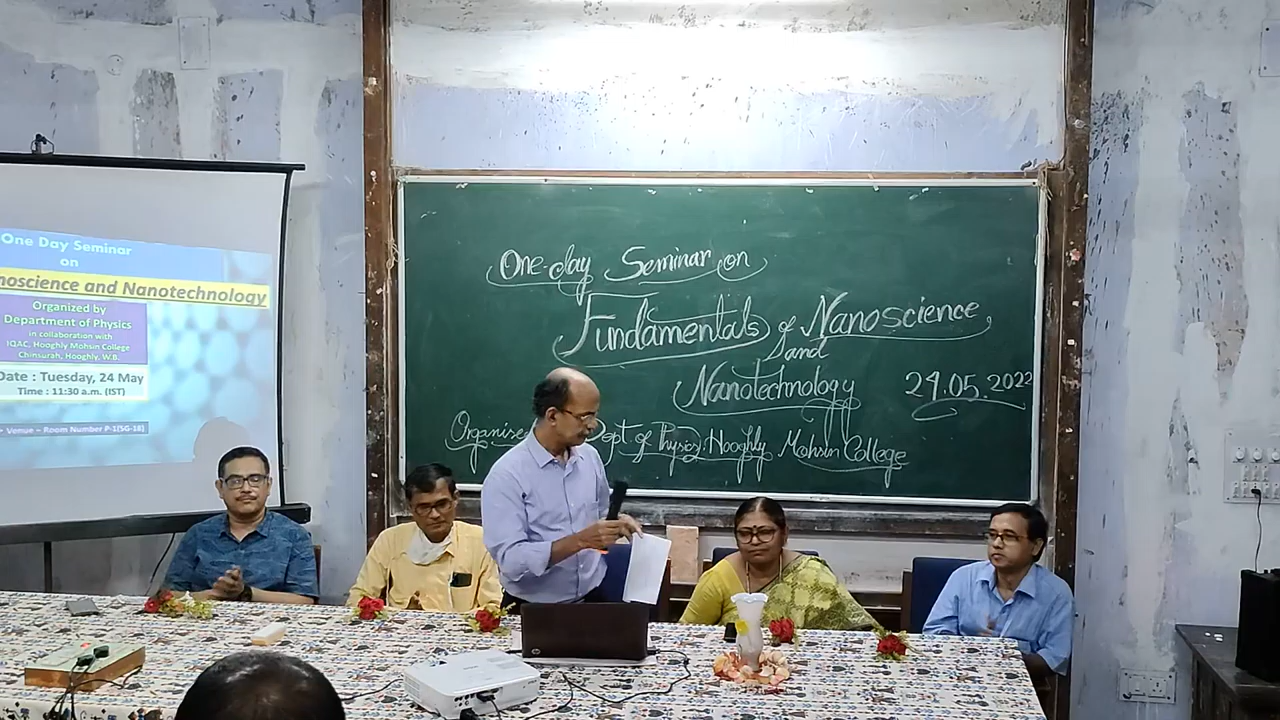 One Day Seminar
on
noscience and Nanotechnology
Organized by
Department of Physics
in collaboration with
IQAC, Hooghly Mohsin College
Chinsurah, Hooghly, W.B.
Date : Tuesday, 24 May
Time : 11:30 a.m. (IST)
Venue – Room Number P-1(SG-18)
One-day Seminar on
Fundamentals of Nanoscience
and
Nanotechnology
24.05.2022
Organise Dept. of Physics, Hooghly Mohsin College
hp